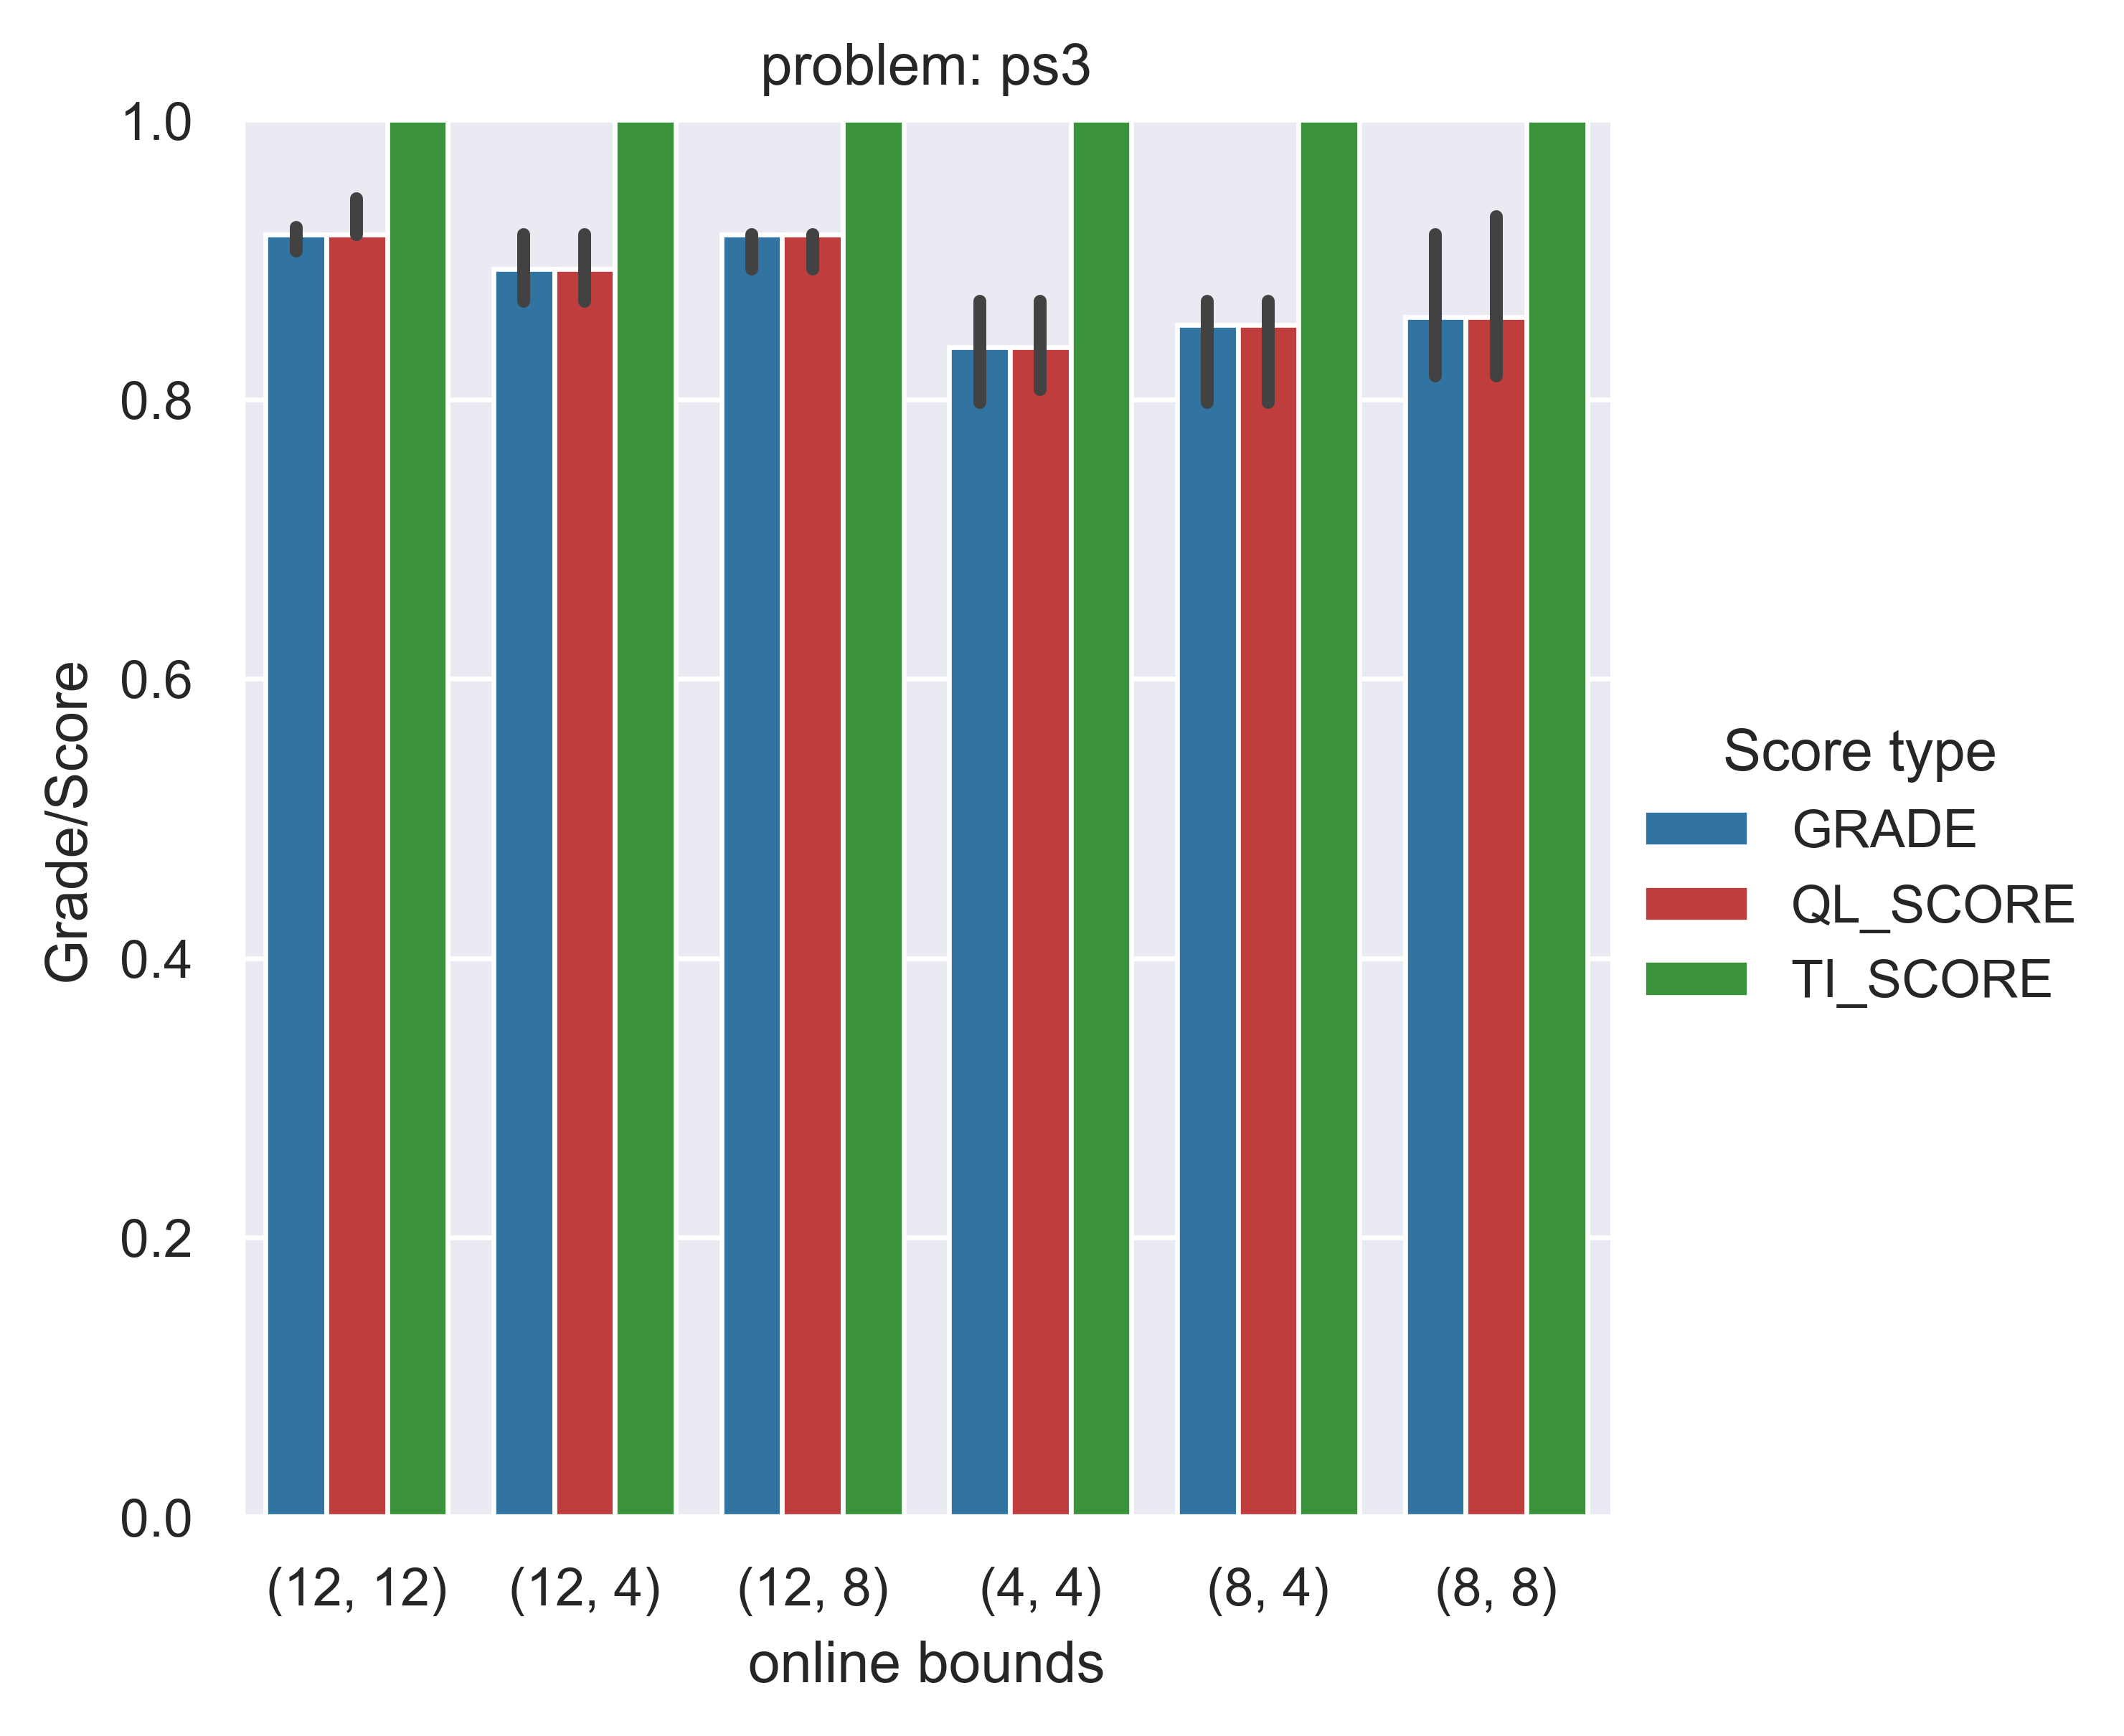 problem: ps3
1.0
0.8
0.6
0.4
0.2
0.0
Grade/Score
(12, 12) (12, 4) (12, 8) (4, 4) (8, 4) (8, 8)
online bounds
Score type
GRADE
QL_SCORE
TI_SCORE